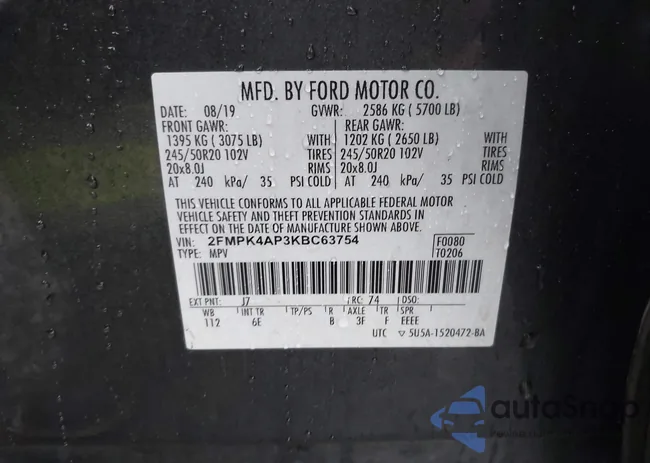 MFD. BY FORD MOTOR CO.
DATE: 08/19 GVWR: 2586 KG ( 5700 LB)
FRONT GAWR: REAR GAWR:
1395 KG ( 3075 LB) WITH 1202 KG ( 2650 LB) WITH
245/50R20 102V TIRES 245/50R20 102V TIRES
20x8.0J RIMS 20x8.0J RIMS
AT 240 kPa/ 35 PSI COLD AT 240 kPa/ 35 PSI COLD
THIS VEHICLE CONFORMS TO ALL APPLICABLE FEDERAL MOTOR
VEHICLE SAFETY AND THEFT PREVENTION STANDARDS IN
EFFECT ON THE DATE OF MANUFACTURE SHOWN ABOVE.
VIN: 2FMPK4AP3KBC63754 F0080
TYPE: MPV T0206
EXT PNT: J7 RC: 74 DSO:
WB INT TR TP/PS R AXLE TR SPR
112 6E B 3F F EEEE
UTC 5U5A-1520472-BA
autoSnap